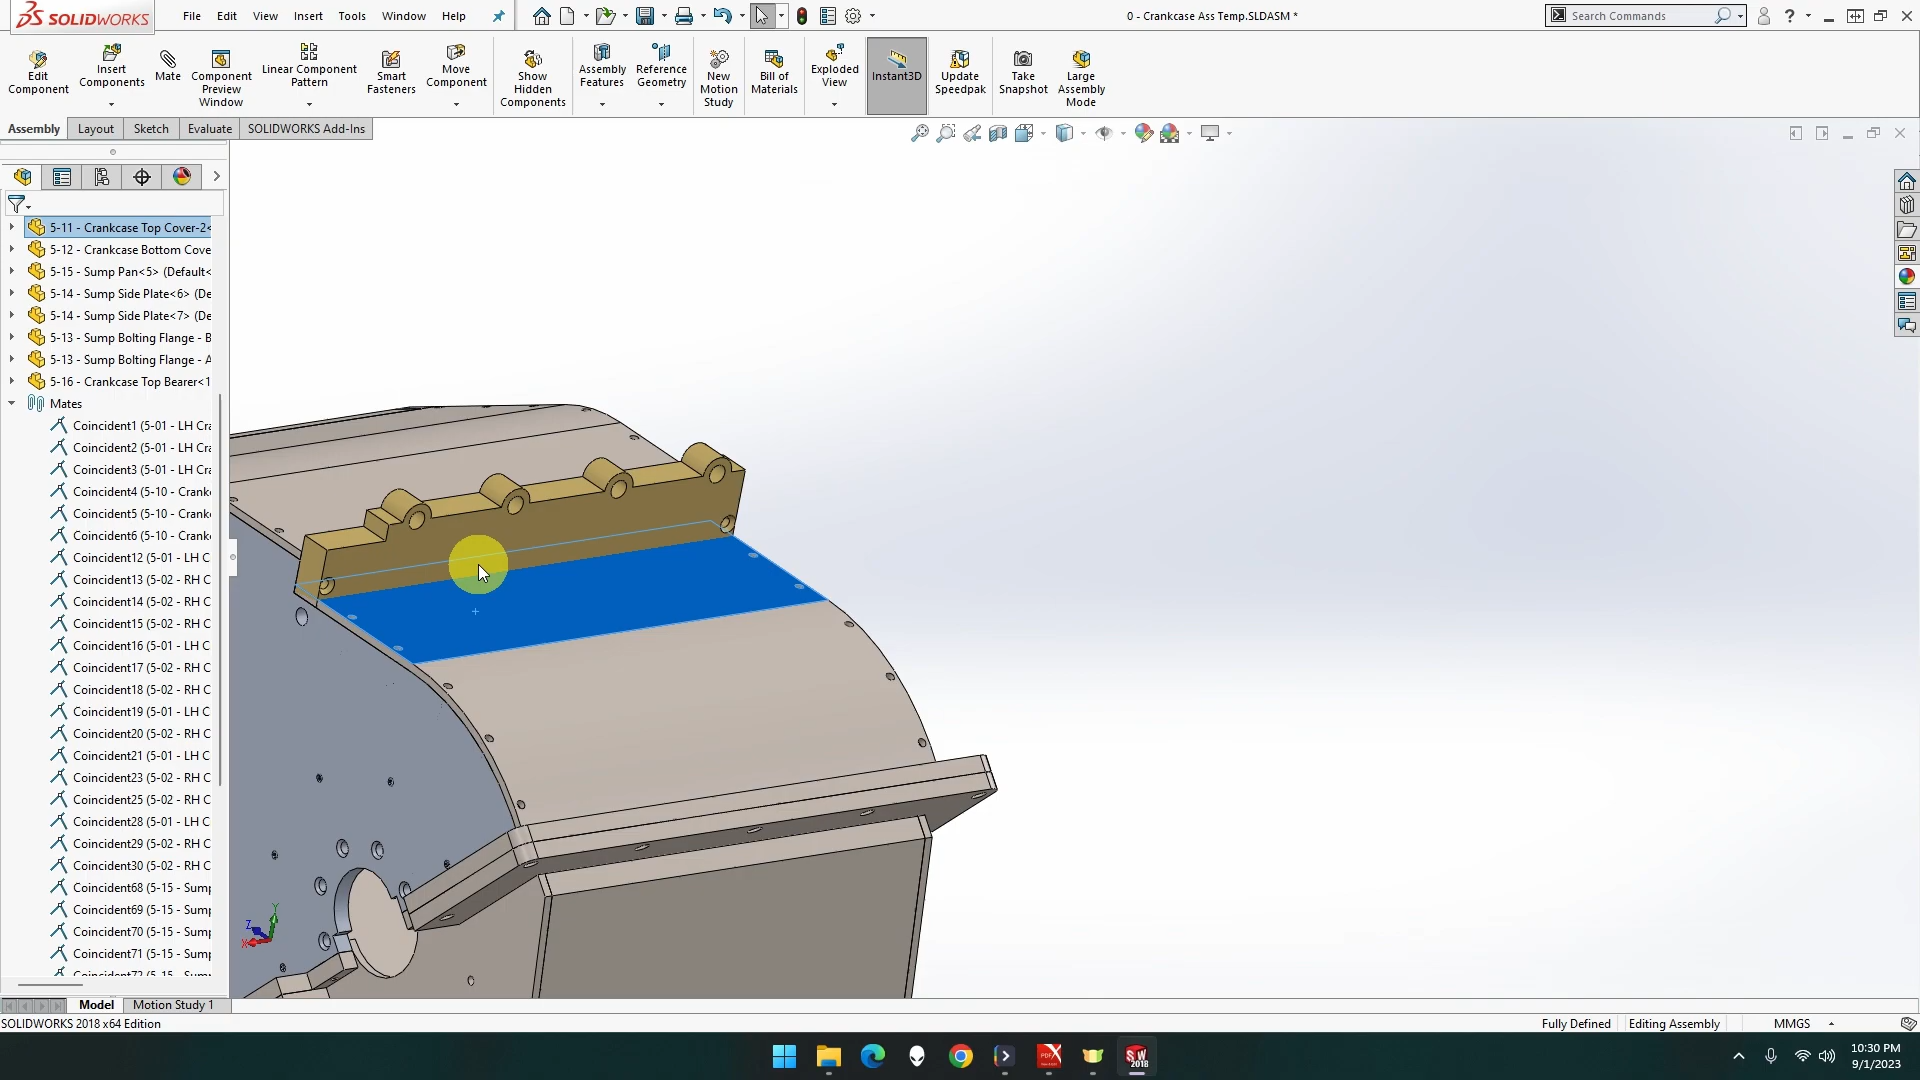 SOLIDWORKS
File Edit View Insert Tools Window Help
0 - Crankcase Ass Temp.SLDASM *
Search Commands
Edit Component
Insert Components
Mate
Component Preview Window
Linear Component Pattern
Smart Fasteners
Move Component
Show Hidden Components
Assembly Features
Reference Geometry
New Motion Study
Bill of Materials
Exploded View
Instant3D
Update Speedpak
Take Snapshot
Large Assembly Mode
Assembly Layout Sketch Evaluate SOLIDWORKS Add-Ins
5-11 - Crankcase Top Cover-2<
5-12 - Crankcase Bottom Cove
5-15 - Sump Pan<5> (Default<
5-14 - Sump Side Plate<6> (De
5-14 - Sump Side Plate<7> (De
5-13 - Sump Bolting Flange - B
5-13 - Sump Bolting Flange - A
5-16 - Crankcase Top Bearer<1
Mates
Coincident1 (5-01 - LH Cra
Coincident2 (5-01 - LH Cra
Coincident3 (5-01 - LH Cra
Coincident4 (5-10 - Crank
Coincident5 (5-10 - Crank
Coincident6 (5-10 - Crank
Coincident12 (5-01 - LH C
Coincident13 (5-02 - RH C
Coincident14 (5-02 - RH C
Coincident15 (5-02 - RH C
Coincident16 (5-01 - LH C
Coincident17 (5-02 - RH C
Coincident18 (5-02 - RH C
Coincident19 (5-01 - LH C
Coincident20 (5-02 - RH C
Coincident21 (5-01 - LH C
Coincident23 (5-02 - RH C
Coincident25 (5-02 - RH C
Coincident28 (5-01 - LH C
Coincident29 (5-02 - RH C
Coincident30 (5-02 - RH C
Coincident68 (5-15 - Sump
Coincident69 (5-15 - Sump
Coincident70 (5-15 - Sump
Coincident71 (5-15 - Sump
Coincident72 (5-15 - Sump
Z Y X
Model Motion Study 1
SOLIDWORKS 2018 x64 Edition
Fully Defined Editing Assembly MMGS
10:30 PM
9/1/2023